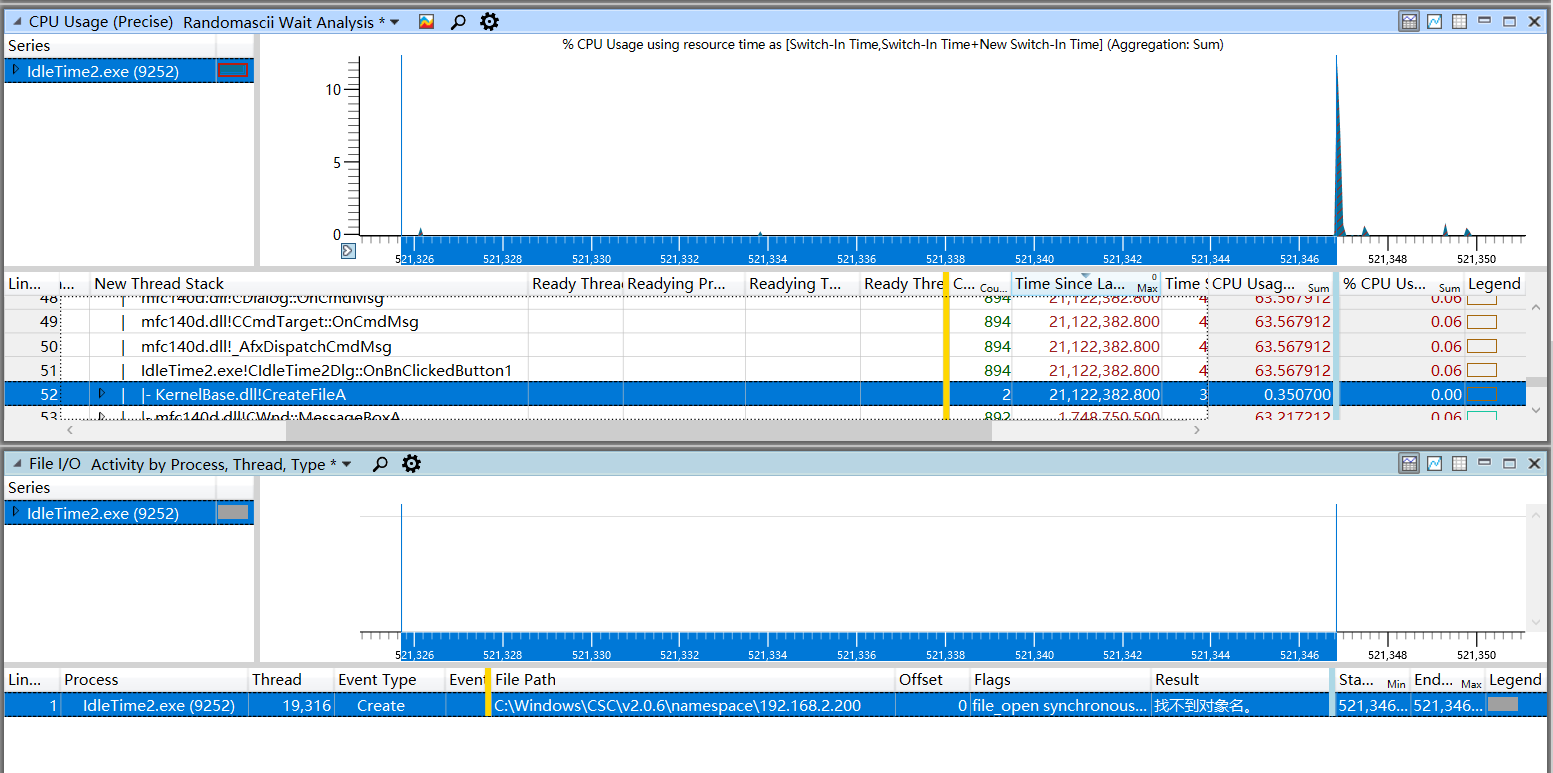 CPU Usage (Precise) Randomascii Wait Analysis *
Series
IdleTime2.exe (9252)
% CPU Usage using resource time as [Switch-In Time,Switch-In Time+New Switch-In Time] (Aggregation: Sum)
10
5
0
521,326 521,328 521,330 521,332 521,334 521,336 521,338 521,340 521,342 521,344 521,346 521,348 521,350
Lin... New Thread Stack Ready Threa Readying Pr... Readying T... Ready Thre C... Cou... Time Since La... 0 Max Time S CPU Usag... Sum % CPU Us... Sum Legend
48 mfc140d.dll!CDialog::OnCmdMsg 894 21,122,382.800 4 63.567912 0.06
49 | mfc140d.dll!CCmdTarget::OnCmdMsg 894 21,122,382.800 4 63.567912 0.06
50 | mfc140d.dll!_AfxDispatchCmdMsg 894 21,122,382.800 4 63.567912 0.06
51 | IdleTime2.exe!CIdleTime2Dlg::OnBnClickedButton1 894 21,122,382.800 4 63.567912 0.06
52 | |- KernelBase.dll!CreateFileA 2 21,122,382.800 3 0.350700 0.00
53 | |- mfc140d.dll!CWnd::MessageBoxA 892 1,748,750.500 63.217212 0.06
File I/O Activity by Process, Thread, Type *
Series
IdleTime2.exe (9252)
521,326 521,328 521,330 521,332 521,334 521,336 521,338 521,340 521,342 521,344 521,346 521,348 521,350
Lin... Process Thread Event Type Event File Path Offset Flags Result Sta... Min End... Max Legend
1 IdleTime2.exe (9252) 19,316 Create C:\Windows\CSC\v2.0.6\namespace\192.168.2.200 0 file_open synchronous... 找不到对象名。 521,346... 521,346...